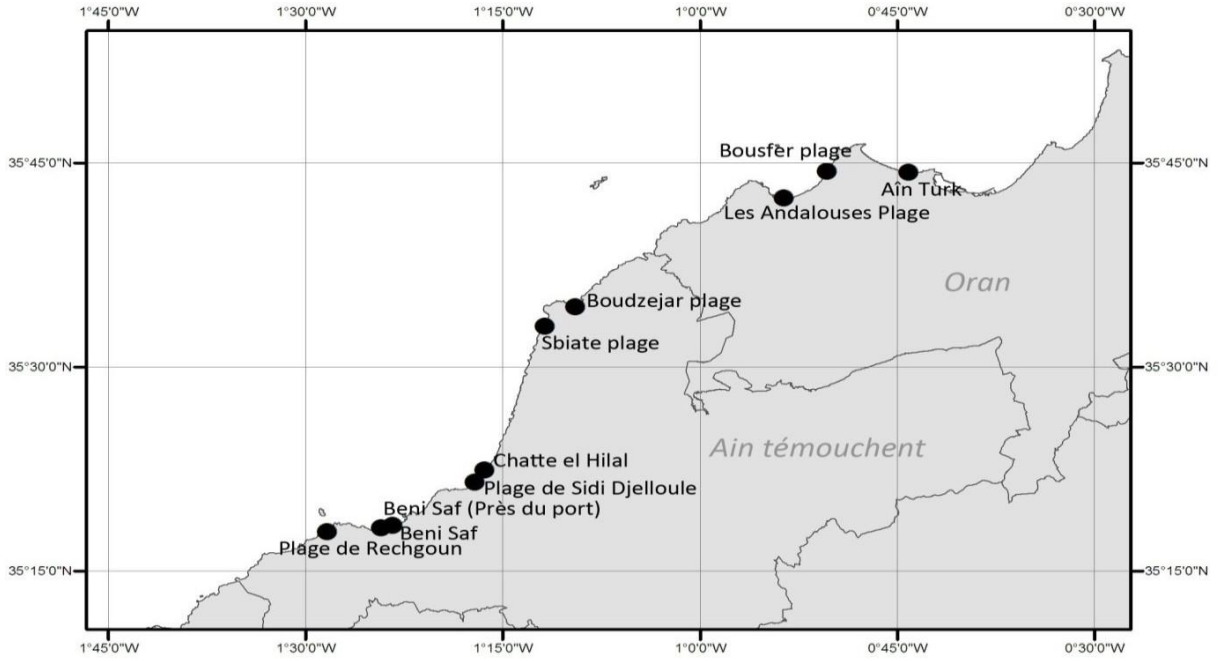 1°45'0"W 1°30'0"W 1°15'0"W 1°0'0"W 0°45'0"W 0°30'0"W
35°45'0"N 35°45'0"N
Bousfer plage
Aîn Turk
Les Andalouses Plage
Oran
Boudzejar plage
Sbiate plage
35°30'0"N 35°30'0"N
Ain témouchent
Chatte el Hilal
Plage de Sidi Djelloule
Beni Saf (Près du port)
Beni Saf
Plage de Rechgoun
35°15'0"N 35°15'0"N
1°45'0"W 1°30'0"W 1°15'0"W 1°0'0"W 0°45'0"W 0°30'0"W